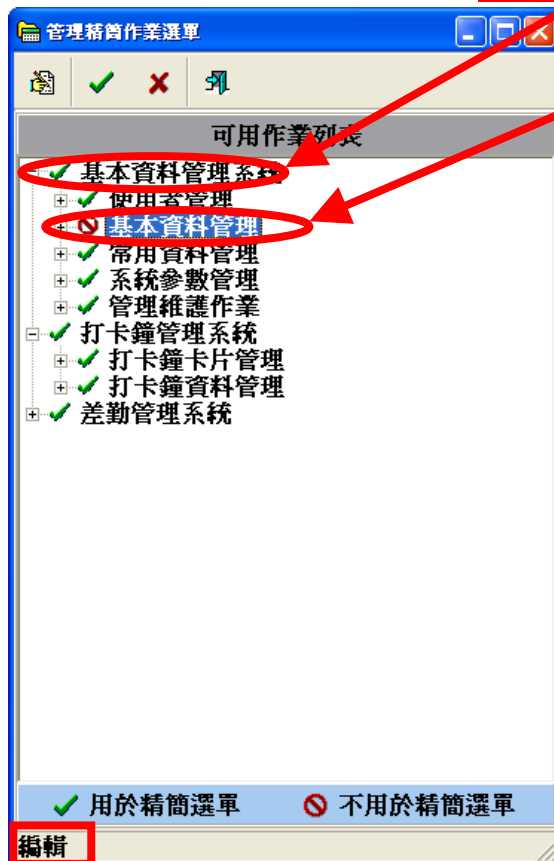 管理精簡作業選單
可用作業列表
基本資料管理系統
使用者管理
基本資料管理
常用資料管理
系統參數管理
管理維護作業
打卡鐘管理系統
打卡鐘卡片管理
打卡鐘資料管理
差勤管理系統
用於精簡選單 不用於精簡選單
編輯